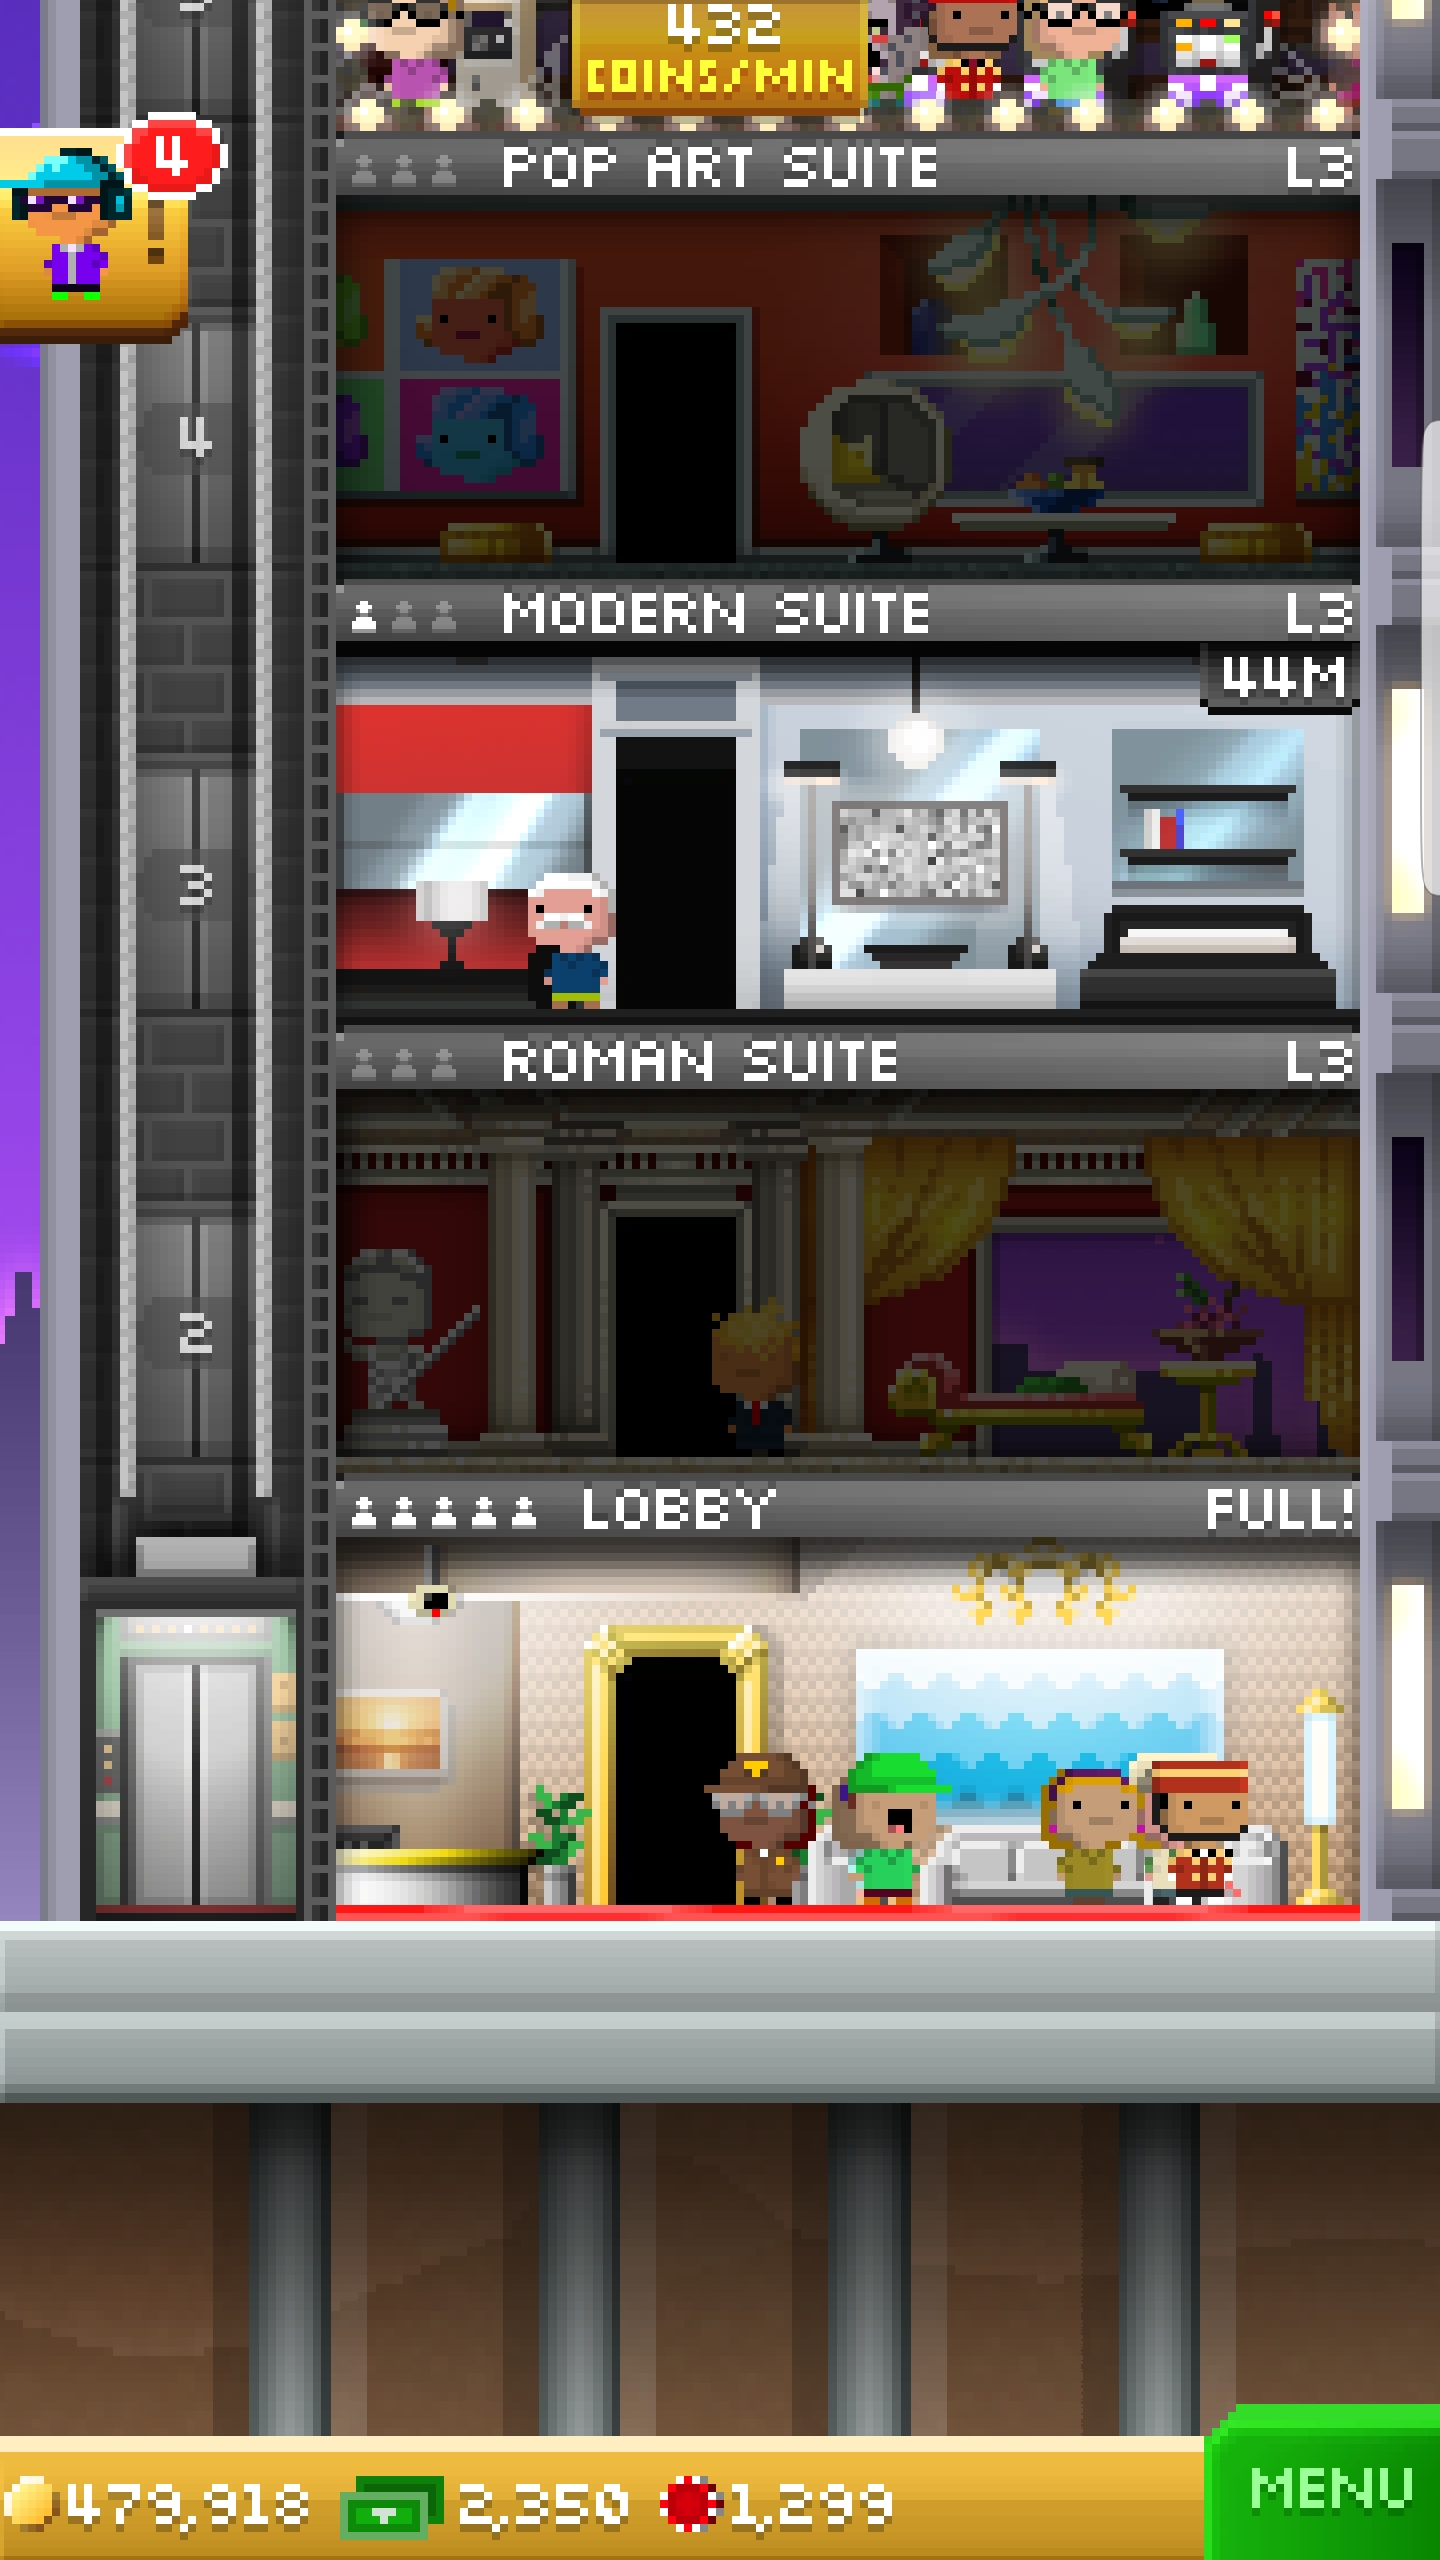 432
COINS/MIN
4
POP ART SUITE L3
4
MODERN SUITE L3
44M
3
ROMAN SUITE L3
2
LOBBY FULL!
479,918 2,350 1,299 MENU